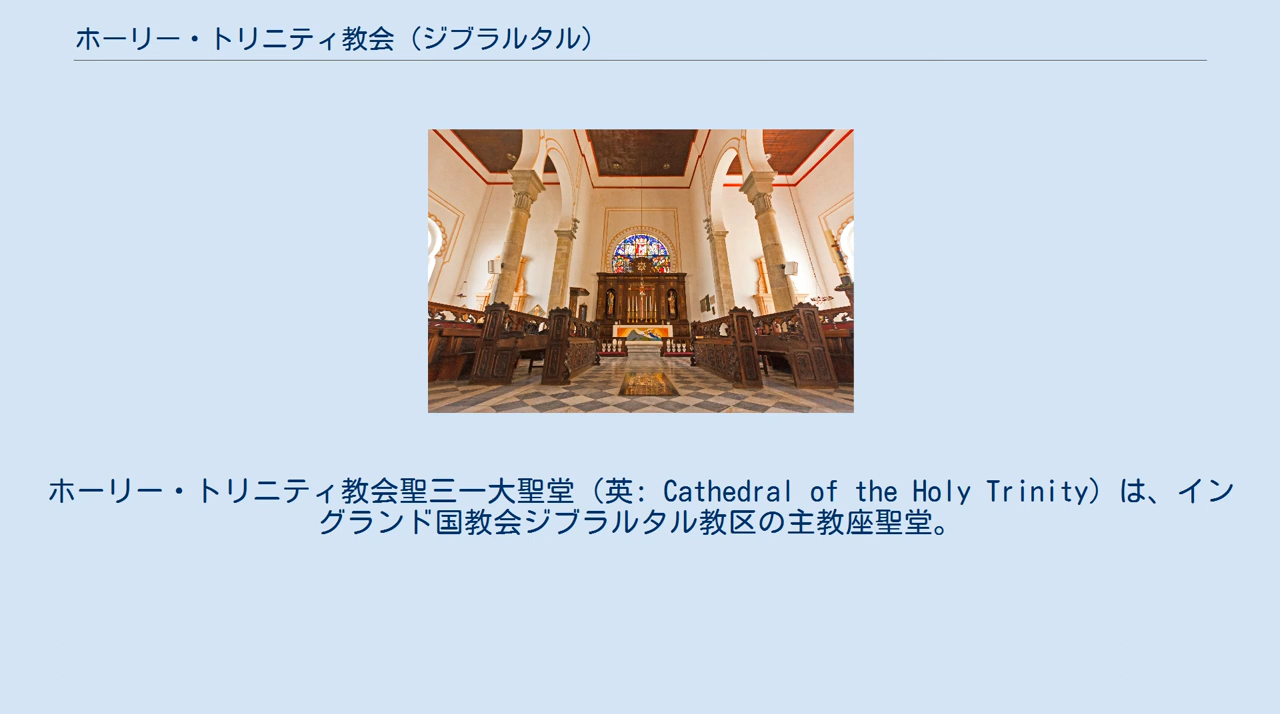 ホーリー・トリニティ教会（ジブラルタル）
ホーリー・トリニティ教会聖三一大聖堂（英: Cathedral of the Holy Trinity）は、イン
グランド国教会ジブラルタル教区の主教座聖堂。